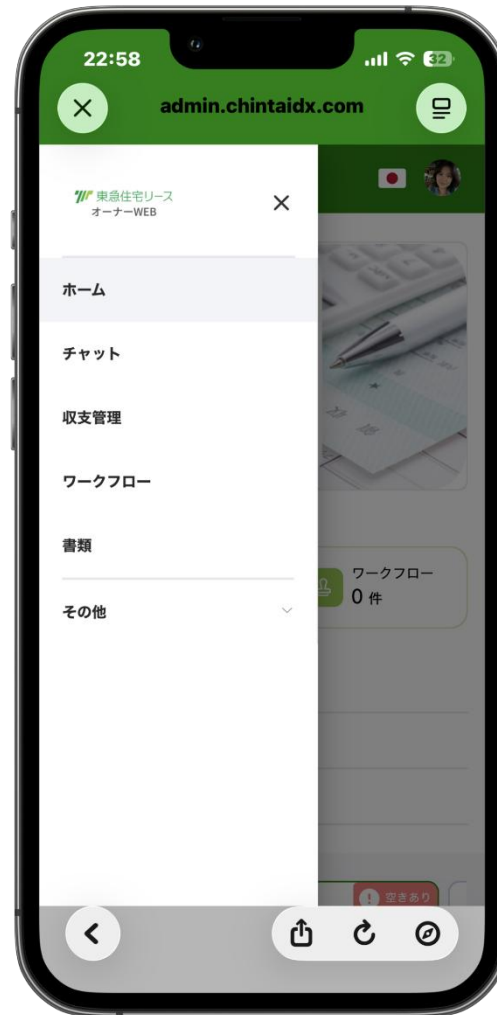 22:58
32
admin.chintaidx.com
東急住宅リース
オーナーWEB
ホーム
チャット
収支管理
ワークフロー
書類
その他
ワークフロー
0 件
空きあり